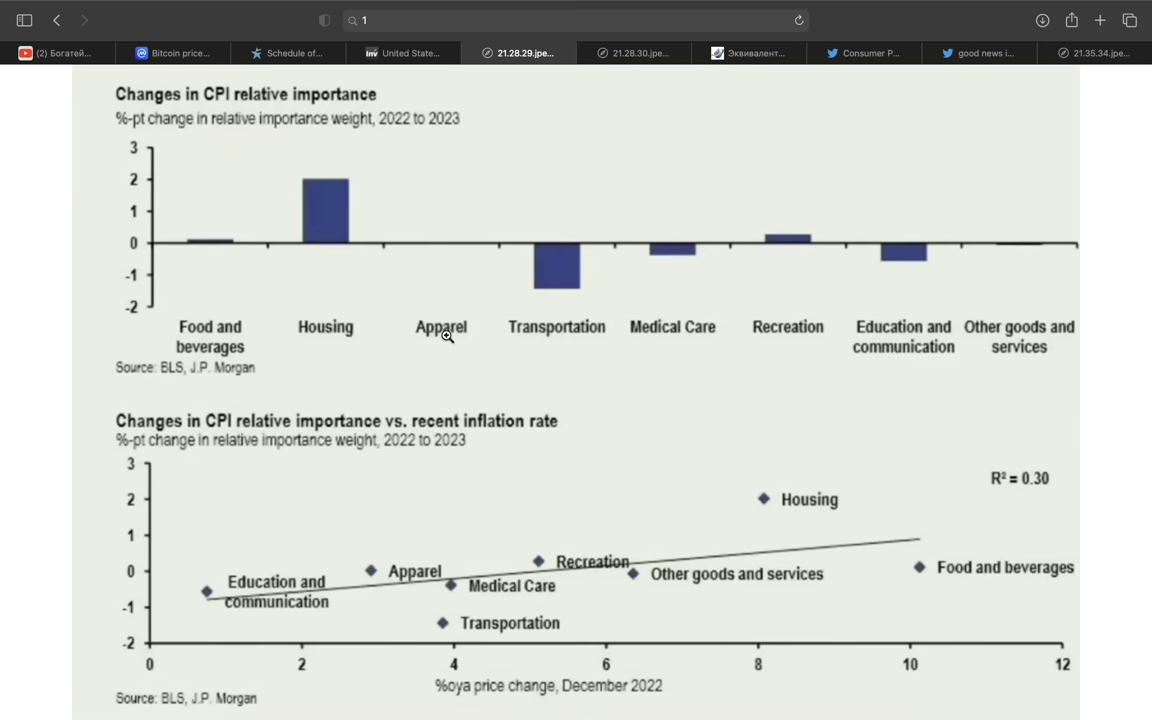 1
(2) Богатей...
Bitcoin price...
Schedule of...
Inv United State...
21.28.29.jpe...
21.28.30.jpe...
Эквивалент...
Consumer P...
good news i...
21.35.34.jpe...
Changes in CPI relative importance
%-pt change in relative importance weight, 2022 to 2023
3
2
1
0
-1
-2
Food and beverages
Housing
Apparel
Transportation
Medical Care
Recreation
Education and communication
Other goods and services
Source: BLS, J.P. Morgan
Changes in CPI relative importance vs. recent inflation rate
%-pt change in relative importance weight, 2022 to 2023
3
2
1
0
-1
-2
R² = 0.30
Housing
Recreation
Education and
communication
Apparel
Medical Care
Other goods and services
Food and beverages
Transportation
0 2 4 6 8 10 12
%oya price change, December 2022
Source: BLS, J.P. Morgan